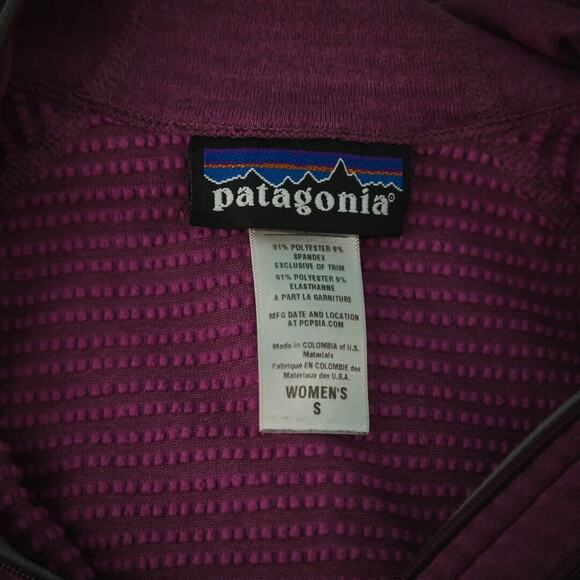 patagonia®
91% POLYESTER 9%
SPANDEX
EXCLUSIVE OF TRIM
91% POLYESTER 9%
ELASTHANNE
A PART LA GARNITURE
MFG DATE AND LOCATION
AT PCPSIA.COM
Made in COLOMBIA of U.S.
Materials
Fabriqué EN COLOMBIE des
Matériaux des U.S.A.
WOMEN'S
S